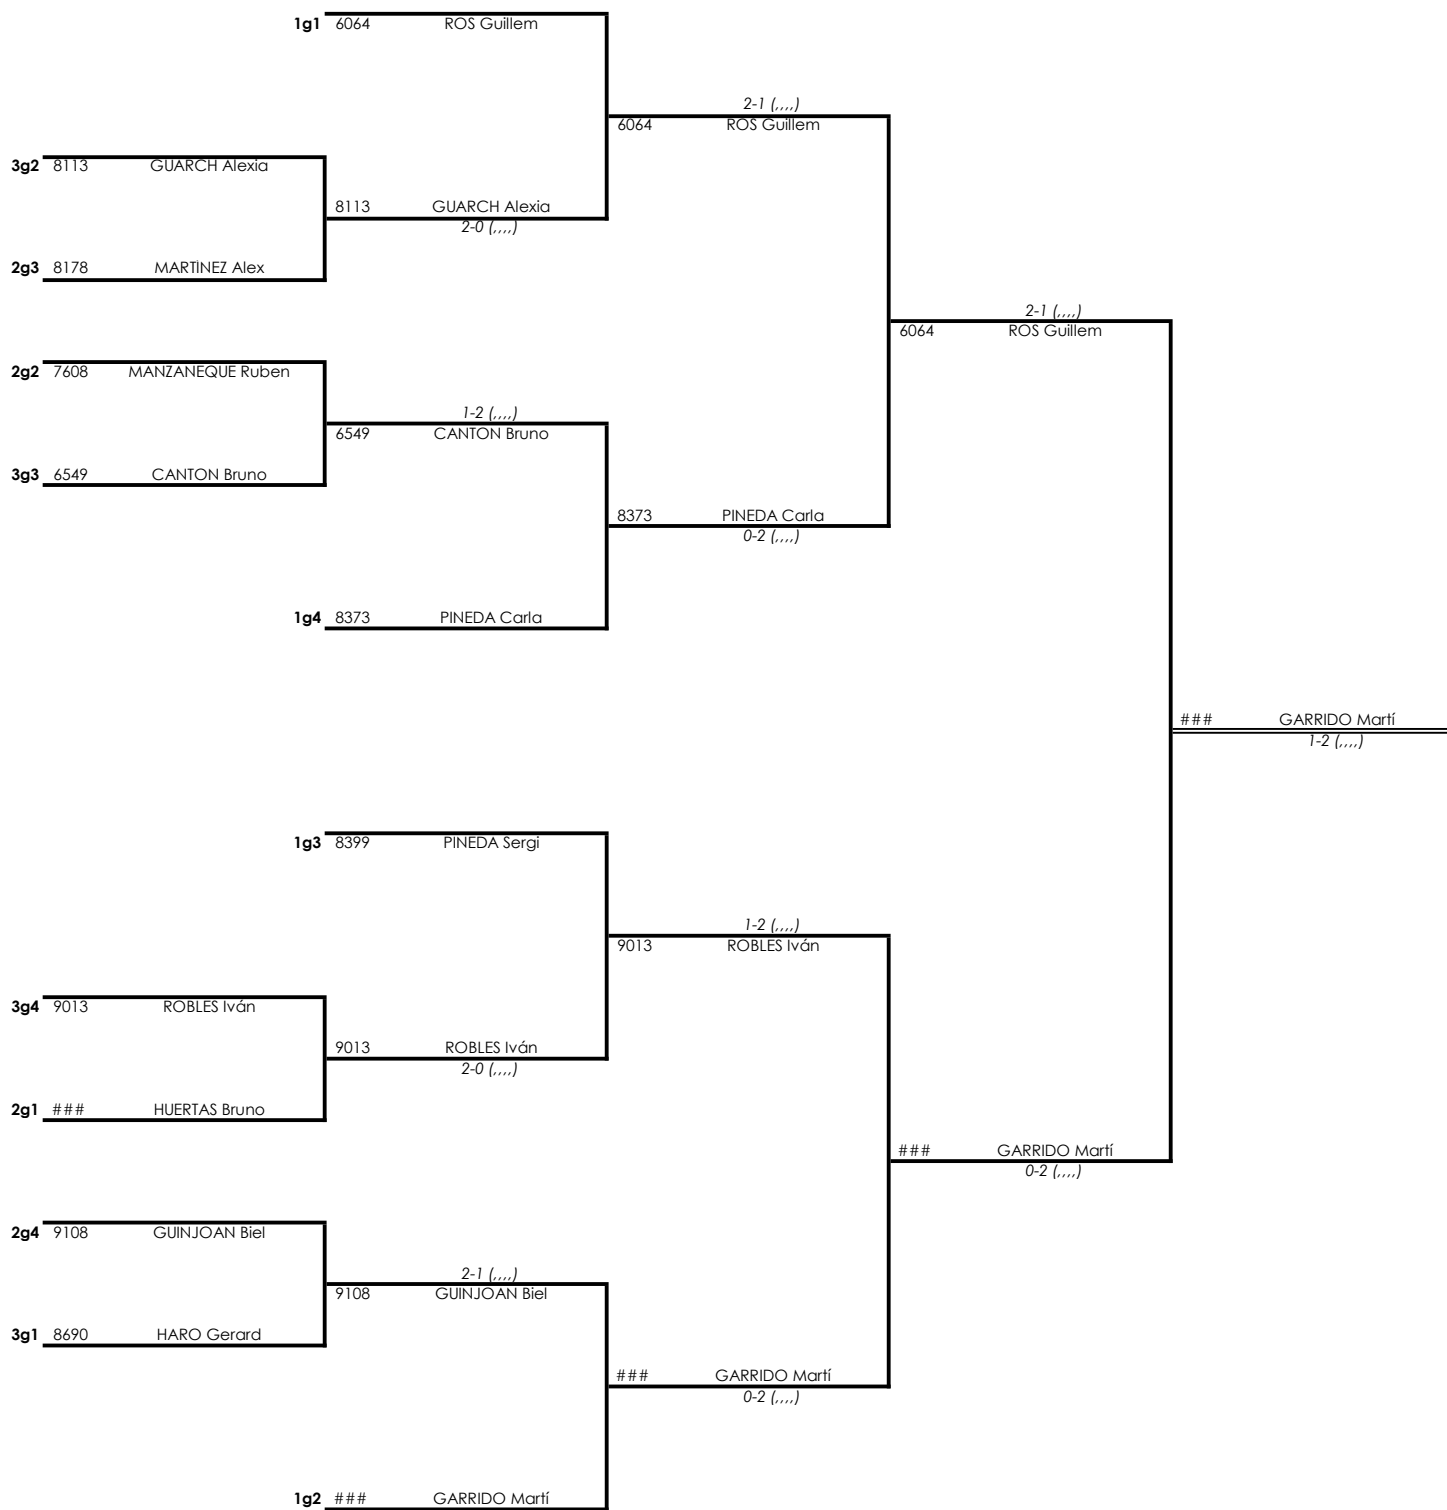 1g1 6064 ROS Guillem
2-1 (,,,,)
6064 ROS Guillem
3g2 8113 GUARCH Alexia
8113 GUARCH Alexia
2-0 (,,,,)
2g3 8178 MARTÍNEZ Alex
2-1 (,,,,)
6064 ROS Guillem
2g2 7608 MANZANEQUE Ruben
1-2 (,,,,)
6549 CANTON Bruno
3g3 6549 CANTON Bruno
8373 PINEDA Carla
0-2 (,,,,)
1g4 8373 PINEDA Carla
### GARRIDO Martí
1-2 (,,,,)
1g3 8399 PINEDA Sergi
1-2 (,,,,)
9013 ROBLES Iván
3g4 9013 ROBLES Iván
9013 ROBLES Iván
2-0 (,,,,)
2g1 ### HUERTAS Bruno
### GARRIDO Martí
0-2 (,,,,)
2g4 9108 GUINJOAN Biel
2-1 (,,,,)
9108 GUINJOAN Biel
3g1 8690 HARO Gerard
### GARRIDO Martí
0-2 (,,,,)
1g2 ### GARRIDO Martí